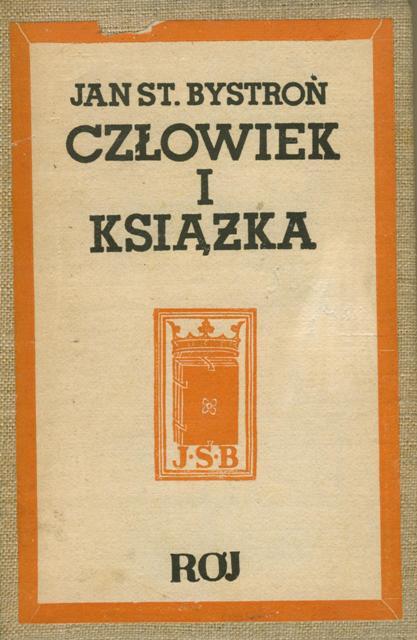 JAN ST. BYSTROŃ
CZŁOWIEK
I
KSIĄŻKA
J·S·B
RÓJ